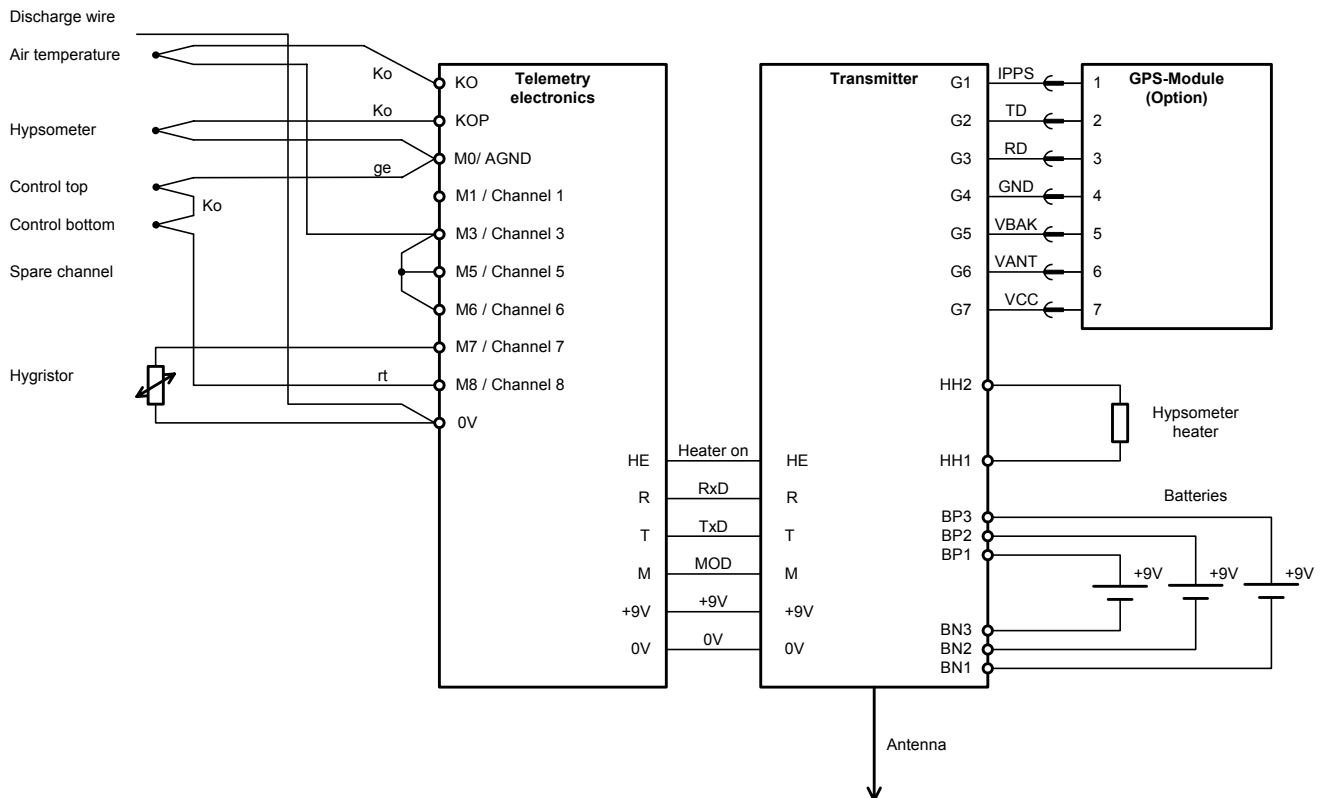 Discharge wire
Air temperature
Hypsometer
Control top
Control bottom
Spare channel
Hygristor
Ko
Ko
ge
Ko
rt
Telemetry
electronics
KO
KOP
M0/ AGND
M1 / Channel 1
M3 / Channel 3
M5 / Channel 5
M6 / Channel 6
M7 / Channel 7
M8 / Channel 8
0V
HE
R
T
M
+9V
0V
Heater on
RxD
TxD
MOD
+9V
0V
Transmitter
HE
R
T
M
+9V
0V
G1
G2
G3
G4
G5
G6
G7
HH2
HH1
BP3
BP2
BP1
BN3
BN2
BN1
IPPS
TD
RD
GND
VBAK
VANT
VCC
GPS-Module
(Option)
1
2
3
4
5
6
7
Hypsometer
heater
Batteries
+9V
+9V
+9V
Antenna